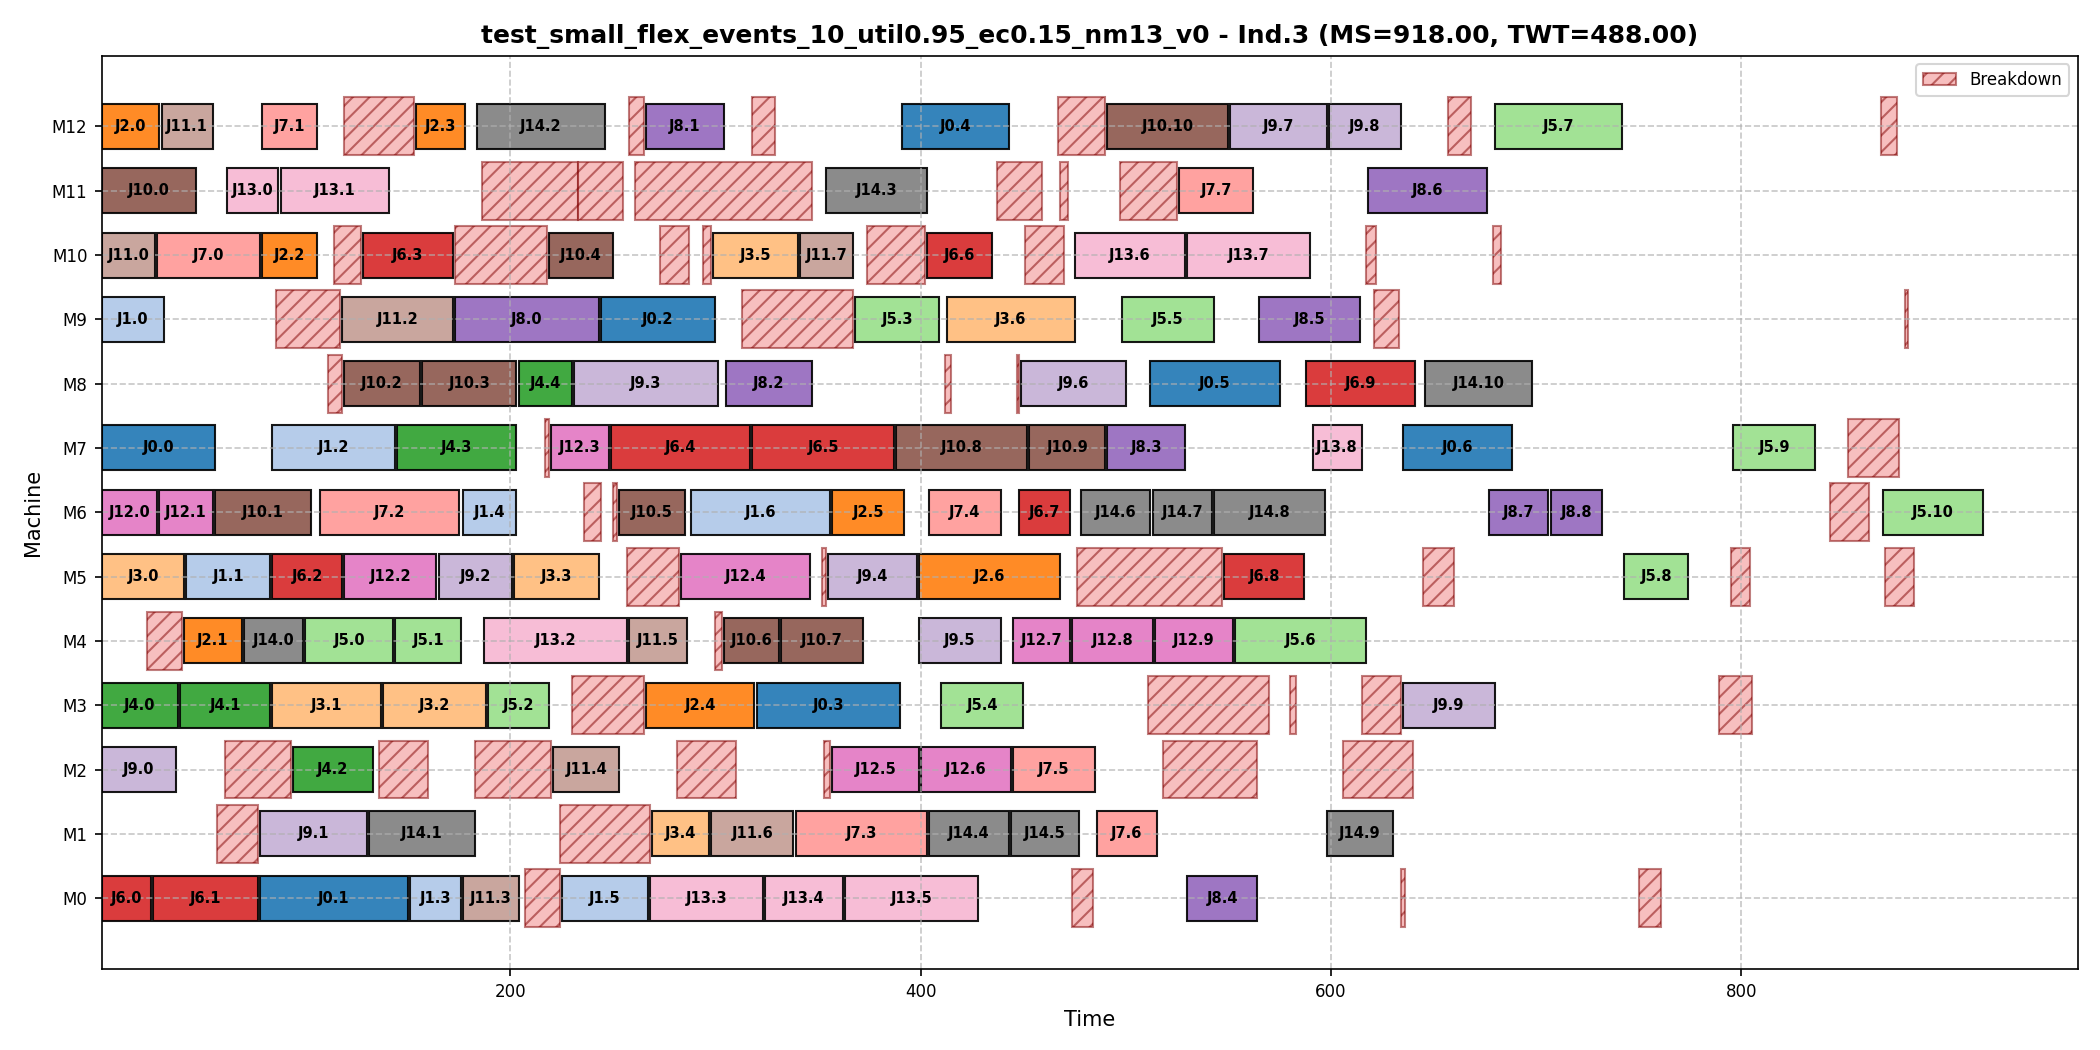 test_small_flex_events_10_util0.95_ec0.15_nm13_v0 - Ind.3 (MS=918.00, TWT=488.00)
Breakdown
M12 J2.0 J11.1 J7.1 J2.3 J14.2 J8.1 J0.4 J10.10 J9.7 J9.8 J5.7
M11 J10.0 J13.0 J13.1 J14.3 J7.7 J8.6
M10 J11.0 J7.0 J2.2 J6.3 J10.4 J3.5 J11.7 J6.6 J13.6 J13.7
M9 J1.0 J11.2 J8.0 J0.2 J5.3 J3.6 J5.5 J8.5
M8 J10.2 J10.3 J4.4 J9.3 J8.2 J9.6 J0.5 J6.9 J14.10
M7 J0.0 J1.2 J4.3 J12.3 J6.4 J6.5 J10.8 J10.9 J8.3 J13.8 J0.6 J5.9
M6 J12.0 J12.1 J10.1 J7.2 J1.4 J10.5 J1.6 J2.5 J7.4 J6.7 J14.6 J14.7 J14.8 J8.7 J8.8 J5.10
M5 J3.0 J1.1 J6.2 J12.2 J9.2 J3.3 J12.4 J9.4 J2.6 J6.8 J5.8
M4 J2.1 J14.0 J5.0 J5.1 J13.2 J11.5 J10.6 J10.7 J9.5 J12.7 J12.8 J12.9 J5.6
M3 J4.0 J4.1 J3.1 J3.2 J5.2 J2.4 J0.3 J5.4 J9.9
M2 J9.0 J4.2 J11.4 J12.5 J12.6 J7.5
M1 J9.1 J14.1 J3.4 J11.6 J7.3 J14.4 J14.5 J7.6 J14.9
M0 J6.0 J6.1 J0.1 J1.3 J11.3 J1.5 J13.3 J13.4 J13.5 J8.4
200 400 600 800
Time
Machine